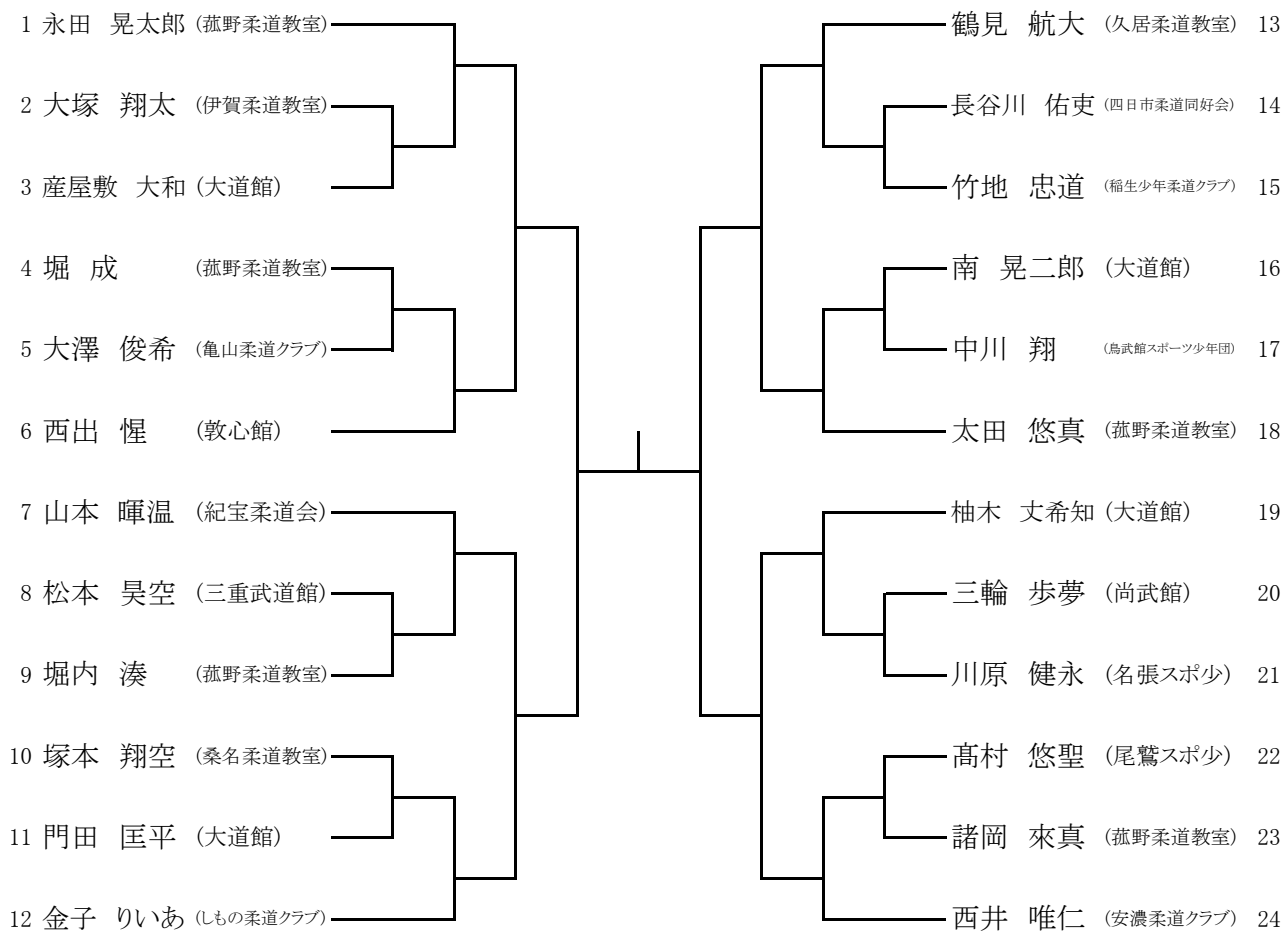 1 永田 晃太郎 (菰野柔道教室)
2 大塚 翔太 (伊賀柔道教室)
3 産屋敷 大和 (大道館)
4 堀 成 (菰野柔道教室)
5 大澤 俊希 (亀山柔道クラブ)
6 西出 惺 (敦心館)
7 山本 暉温 (紀宝柔道会)
8 松本 昊空 (三重武道館)
9 堀内 湊 (菰野柔道教室)
10 塚本 翔空 (桑名柔道教室)
11 門田 匡平 (大道館)
12 金子 りいあ (しもの柔道クラブ)
鶴見 航大 (久居柔道教室) 13
長谷川 佑吏 (四日市柔道同好会) 14
竹地 忠道 (稲生少年柔道クラブ) 15
南 晃二郎 (大道館) 16
中川 翔 (鳥武館スポーツ少年団) 17
太田 悠真 (菰野柔道教室) 18
柚木 丈希知 (大道館) 19
三輪 歩夢 (尚武館) 20
川原 健永 (名張スポ少) 21
髙村 悠聖 (尾鷲スポ少) 22
諸岡 來真 (菰野柔道教室) 23
西井 唯仁 (安濃柔道クラブ) 24